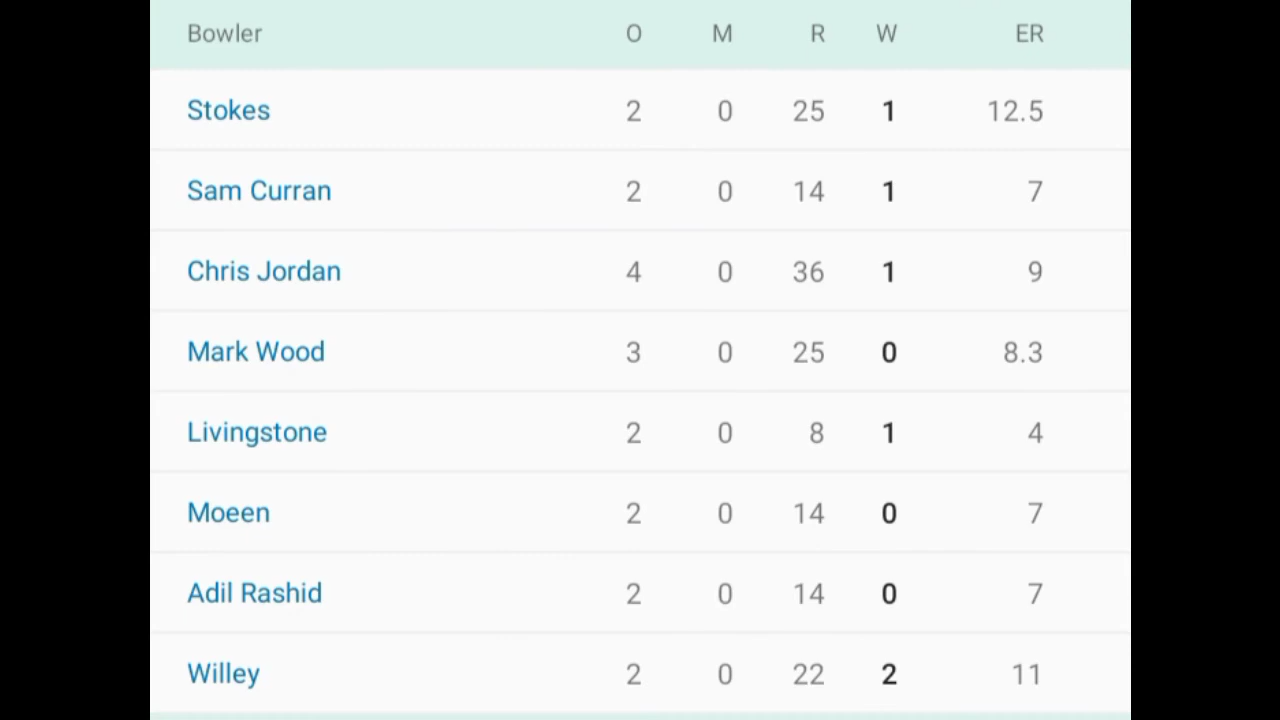 Bowler O M R W ER
Stokes 2 0 25 1 12.5
Sam Curran 2 0 14 1 7
Chris Jordan 4 0 36 1 9
Mark Wood 3 0 25 0 8.3
Livingstone 2 0 8 1 4
Moeen 2 0 14 0 7
Adil Rashid 2 0 14 0 7
Willey 2 0 22 2 11